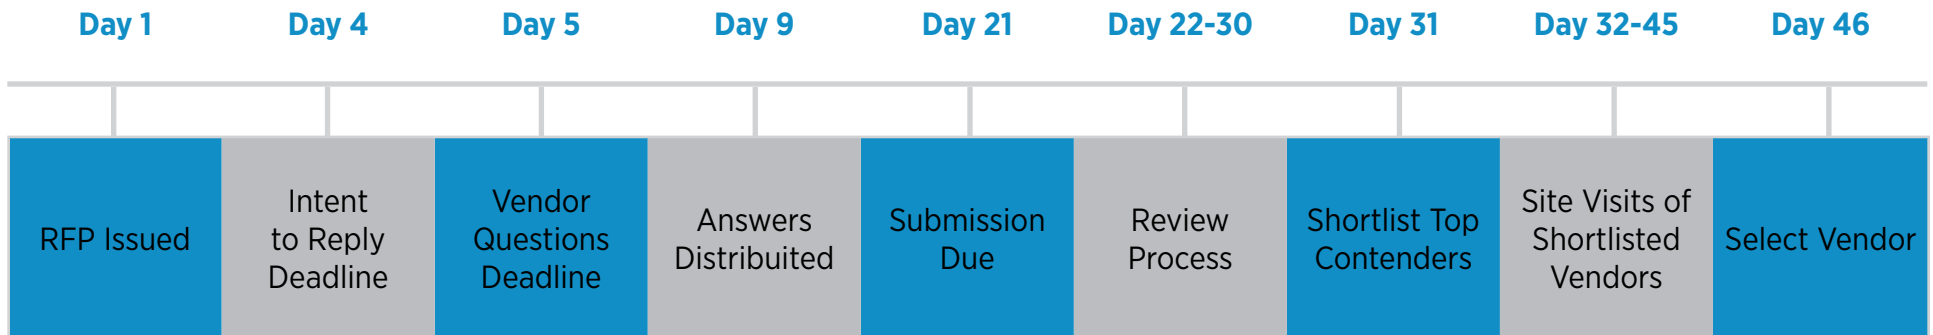 Day 1
Day 4
Day 5
Day 9
Day 21
Day 22-30
Day 31
Day 32-45
Day 46
RFP Issued
Intent
to Reply
Deadline
Vendor
Questions
Deadline
Answers
Distribuited
Submission
Due
Review
Process
Shortlist Top
Contenders
Site Visits of
Shortlisted
Vendors
Select Vendor